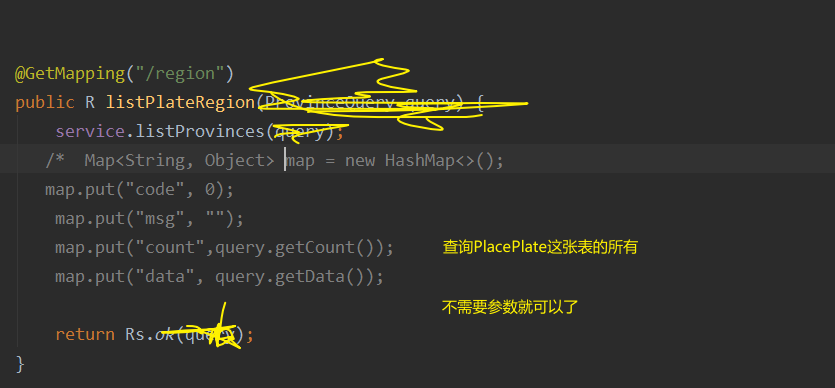 @GetMapping("/region")
public R listPlateRegion(ProvinceQuery query) {
service.listProvinces(query);
/* Map<String, Object> map = new HashMap<>();
map.put("code", 0);
map.put("msg", "");
map.put("count",query.getCount());
查询PlacePlate这张表的所有
map.put("data", query.getData());
不需要参数就可以了
return Rs.ok(query);
}